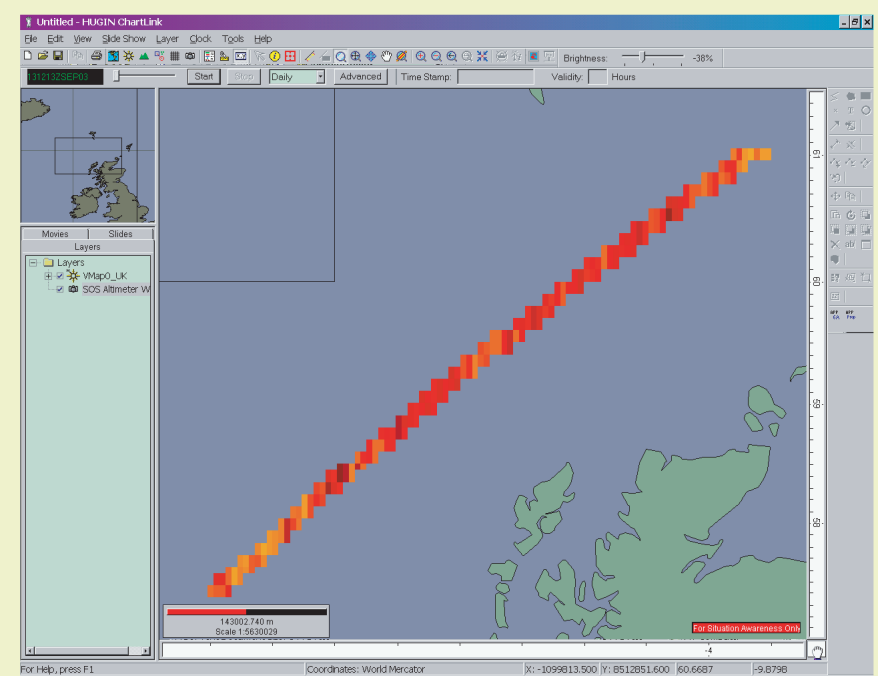 Untitled - HUGIN ChartLink
File Edit View Slide Show Layer Clock Tools Help
Brightness: -38%
131213ZSEP03 Start Stop Daily Advanced Time Stamp: Validity: Hours
Movies Slides
Layers
Layers
VMap0_UK
SOS Altimeter W
61
60
59
58
143002.740 m
Scale 1:5630029
For Situation Awareness Only
-4
For Help, press F1 Coordinates: World Mercator X: -1099813.500 Y: 8512851.600 60.6687 -9.8798